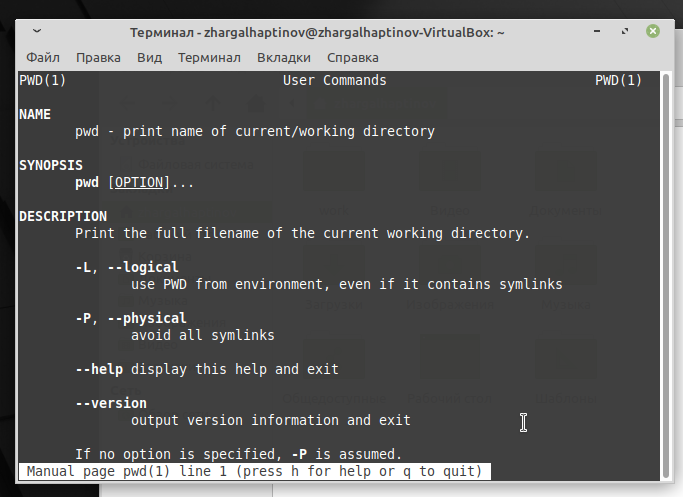 Терминал - zhargalhaptinov@zhargalhaptinov-VirtualBox: ~
Файл Правка Вид Терминал Вкладки Справка
PWD(1) User Commands PWD(1)
NAME
pwd - print name of current/working directory
SYNOPSIS
pwd [OPTION]...
DESCRIPTION
Print the full filename of the current working directory.
-L, --logical
use PWD from environment, even if it contains symlinks
-P, --physical
avoid all symlinks
--help display this help and exit
--version
output version information and exit
If no option is specified, -P is assumed.
Manual page pwd(1) line 1 (press h for help or q to quit)